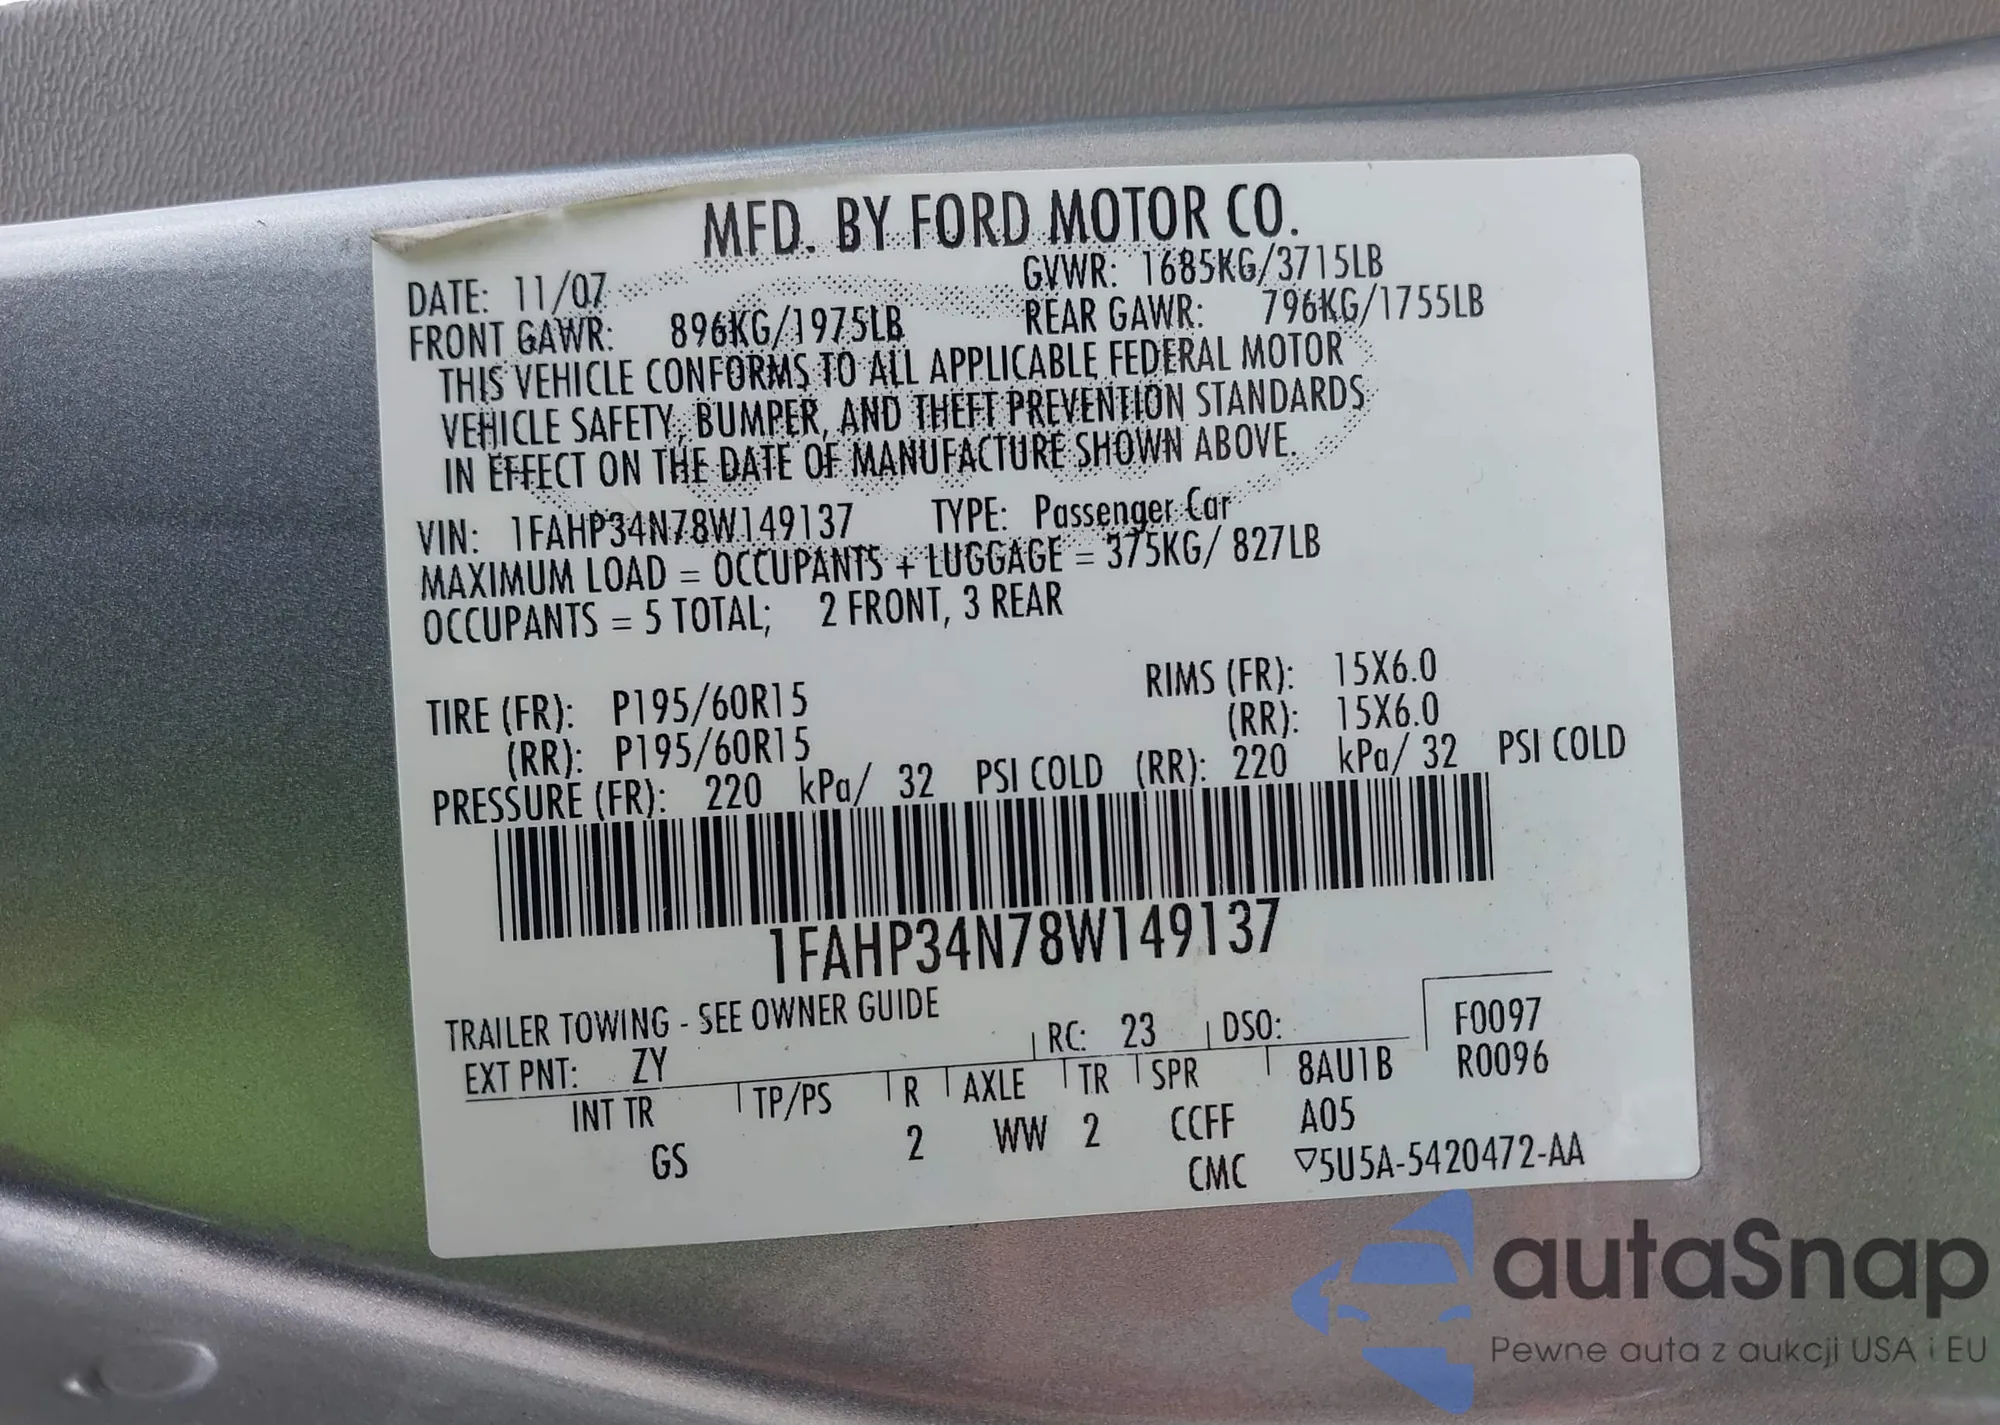 MFD. BY FORD MOTOR CO.
DATE: 11/07 GVWR: 1685KG/3715LB
FRONT GAWR: 896KG/1975LB REAR GAWR: 796KG/1755LB
THIS VEHICLE CONFORMS TO ALL APPLICABLE FEDERAL MOTOR
VEHICLE SAFETY, BUMPER, AND THEFT PREVENTION STANDARDS
IN EFFECT ON THE DATE OF MANUFACTURE SHOWN ABOVE.
VIN: 1FAHP34N78W149137 TYPE: Passenger Car
MAXIMUM LOAD = OCCUPANTS + LUGGAGE = 375KG/ 827LB
OCCUPANTS = 5 TOTAL; 2 FRONT, 3 REAR
TIRE (FR): P195/60R15 RIMS (FR): 15X6.0
(RR): P195/60R15 (RR): 15X6.0
PRESSURE (FR): 220 kPa/ 32 PSI COLD (RR): 220 kPa/ 32 PSI COLD
1FAHP34N78W149137
TRAILER TOWING - SEE OWNER GUIDE
EXT PNT: ZY RC: 23 DSO: F0097
INT TR TP/PS R AXLE TR SPR 8AU1B R0096
GS 2 WW 2 CCFF A05
CMC ▽5U5A-5420472-AA
autaSnap
Pewne auta z aukcji USA i EU